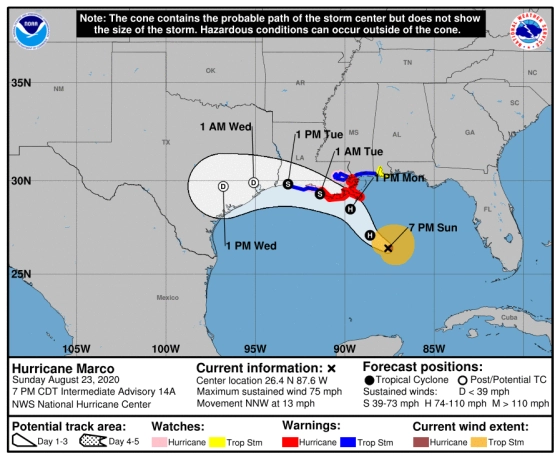 Note: The cone contains the probable path of the storm center but does not show
the size of the storm. Hazardous conditions can occur outside of the cone.
NOAA
35N
NM
OK
AR
TN
NC
SC
TX
LA
MS
AL
GA
1 AM Wed
1 PM Tue
1 AM Tue
1 PM Mon
30N
D
D
S
S
H
H
7 PM Sun
1 PM Wed
FL
25N
Mexico
Cuba
100W
95W
90W
85W
Hurricane Marco
Sunday August 23, 2020
7 PM CDT Intermediate Advisory 14A
NWS National Hurricane Center
Current information: ×
Center location 26.4 N 87.6 W
Maximum sustained wind 75 mph
Movement NNW at 13 mph
Forecast positions:
Tropical Cyclone Post/Potential TC
Sustained winds: D < 39 mph
S 39-73 mph H 74-110 mph M > 110 mph
Potential track area:
Day 1-3 Day 4-5
Watches:
Hurricane Trop Stm
Warnings:
Hurricane Trop Stm
Current wind extent:
Hurricane Trop Stm